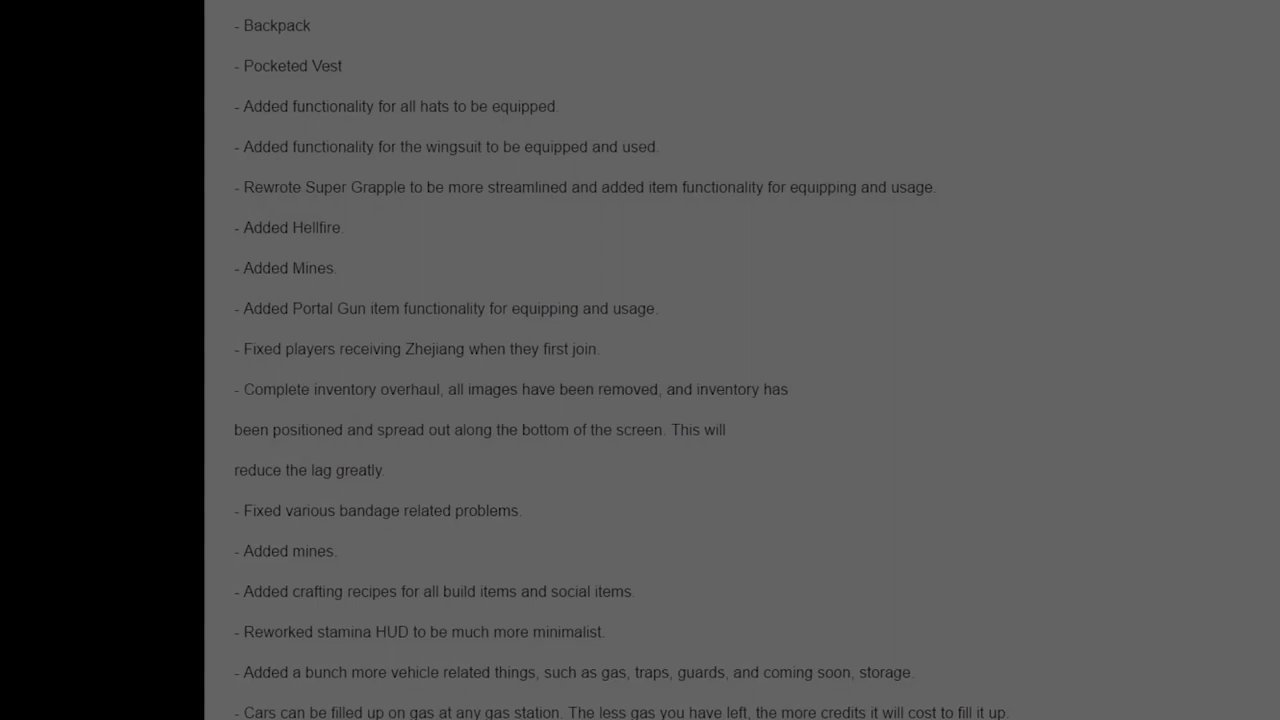 - Backpack
- Pocketed Vest
- Added functionality for all hats to be equipped.
- Added functionality for the wingsuit to be equipped and used.
- Rewrote Super Grapple to be more streamlined and added item functionality for equipping and usage.
- Added Hellfire.
- Added Mines.
- Added Portal Gun item functionality for equipping and usage.
- Fixed players receiving Zhejiang when they first join.
- Complete inventory overhaul, all images have been removed, and inventory has
been positioned and spread out along the bottom of the screen. This will
reduce the lag greatly.
- Fixed various bandage related problems.
- Added mines.
- Added crafting recipes for all build items and social items.
- Reworked stamina HUD to be much more minimalist.
- Added a bunch more vehicle related things, such as gas, traps, guards, and coming soon, storage.
- Cars can be filled up on gas at any gas station. The less gas you have left, the more credits it will cost to fill it up.